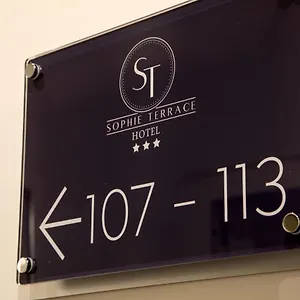 ST
SOPHIE TERRACE
HOTEL
★★★
←107 - 113